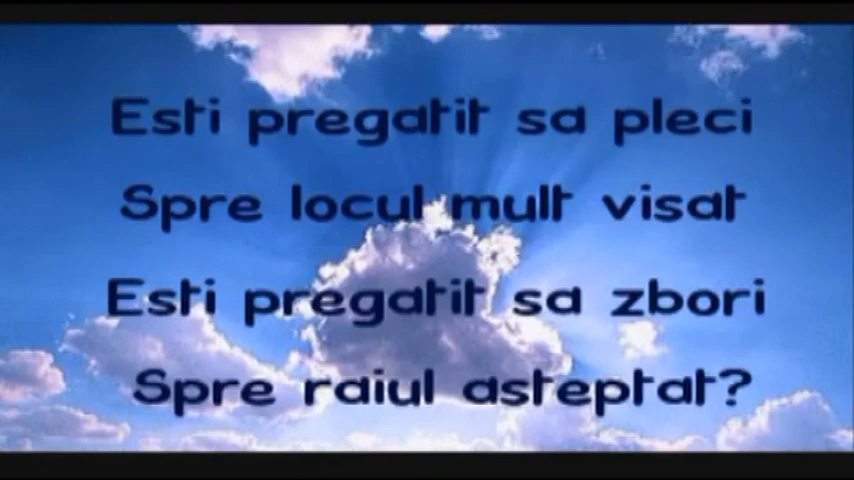 Esti pregatit sa pleci
Spre locul mult visat
Esti pregatit sa zbori
Spre raiul asteptat?